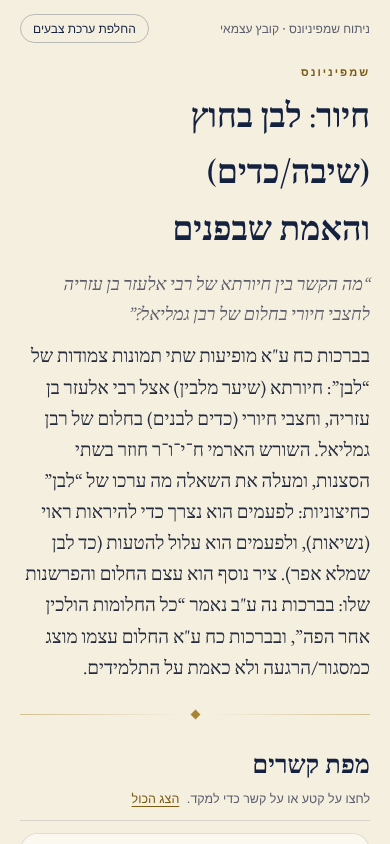 ניתוח שמפיניונס · קובץ עצמאי
החלפת ערכת צבעים
שמפיניונס
חיור: לבן בחוץ
(שיבה/כדים)
והאמת שבפנים
“מה הקשר בין חיורתא של רבי אלעזר בן עזריה
לחצבי חיורי בחלום של רבן גמליאל?”
בברכות כח ע"א מופיעות שתי תמונות צמודות של
“לבן”: חיורתא (שיער מלבין) אצל רבי אלעזר בן
עזריה, וחצבי חיורי (כדים לבנים) בחלום של רבן
גמליאל. השורש הארמי ח־י־ו־ר חוזר בשתי
הסצנות, ומעלה את השאלה מה ערכו של “לבן”
כחיצוניות: לפעמים הוא נצרך כדי להיראות ראוי
(נשיאות), ולפעמים הוא עלול להטעות (כד לבן
שמלא אפר). ציר נוסף הוא עצם החלום והפרשנות
שלו: בברכות נה ע"ב נאמר “כל החלומות הולכין
אחר הפה”, ובברכות כח ע"א החלום עצמו מוצג
כמסגור/הרגעה ולא כאמת על התלמידים.
מפת קשרים
לחצו על קטע או על קשר כדי למקד. הצג הכול